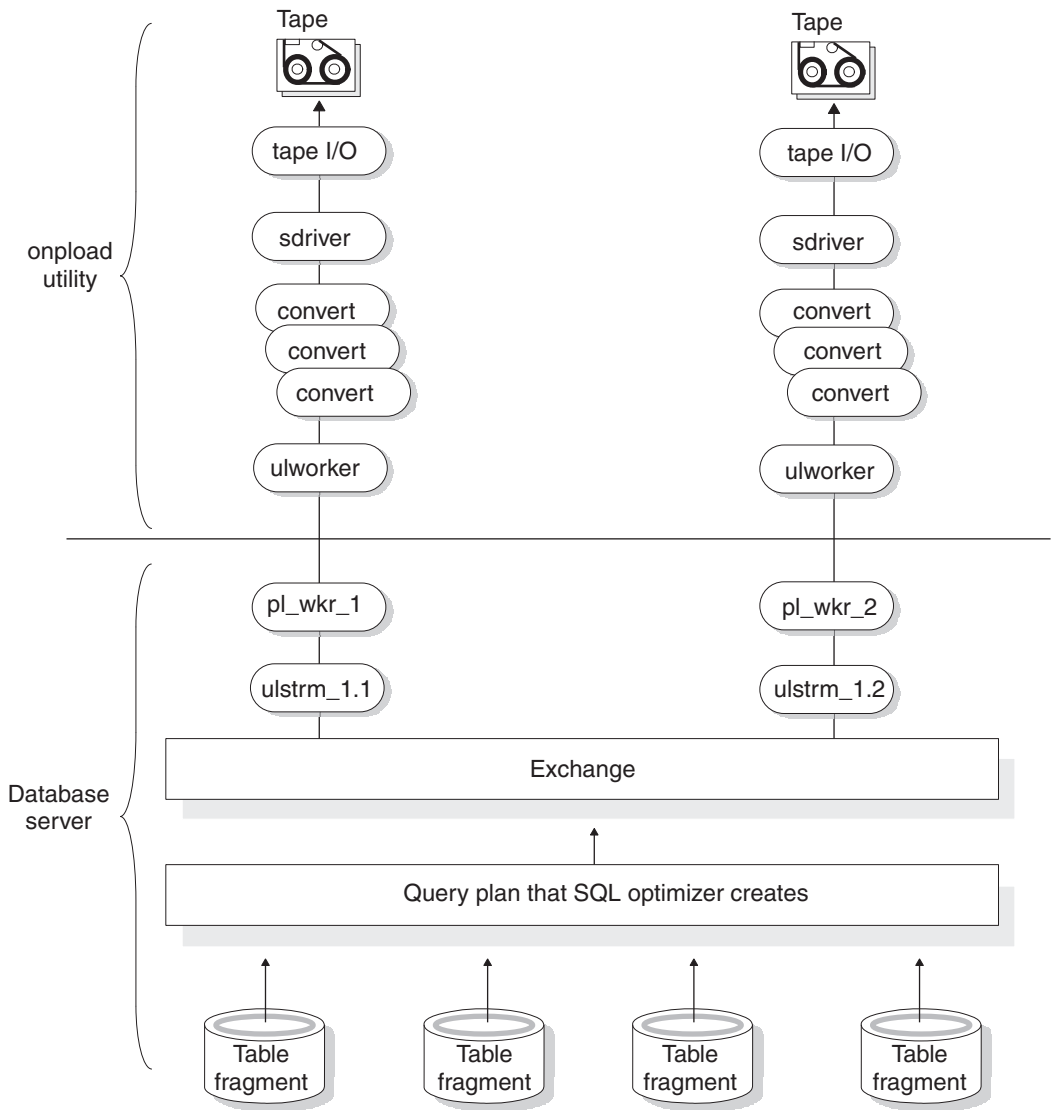 Tape
Tape
tape I/O
tape I/O
sdriver
sdriver
onpload
utility
convert
convert
convert
convert
convert
convert
ulworker
ulworker
pl_wkr_1
pl_wkr_2
ulstrm_1.1
ulstrm_1.2
Exchange
Database
server
Query plan that SQL optimizer creates
Table
fragment
Table
fragment
Table
fragment
Table
fragment